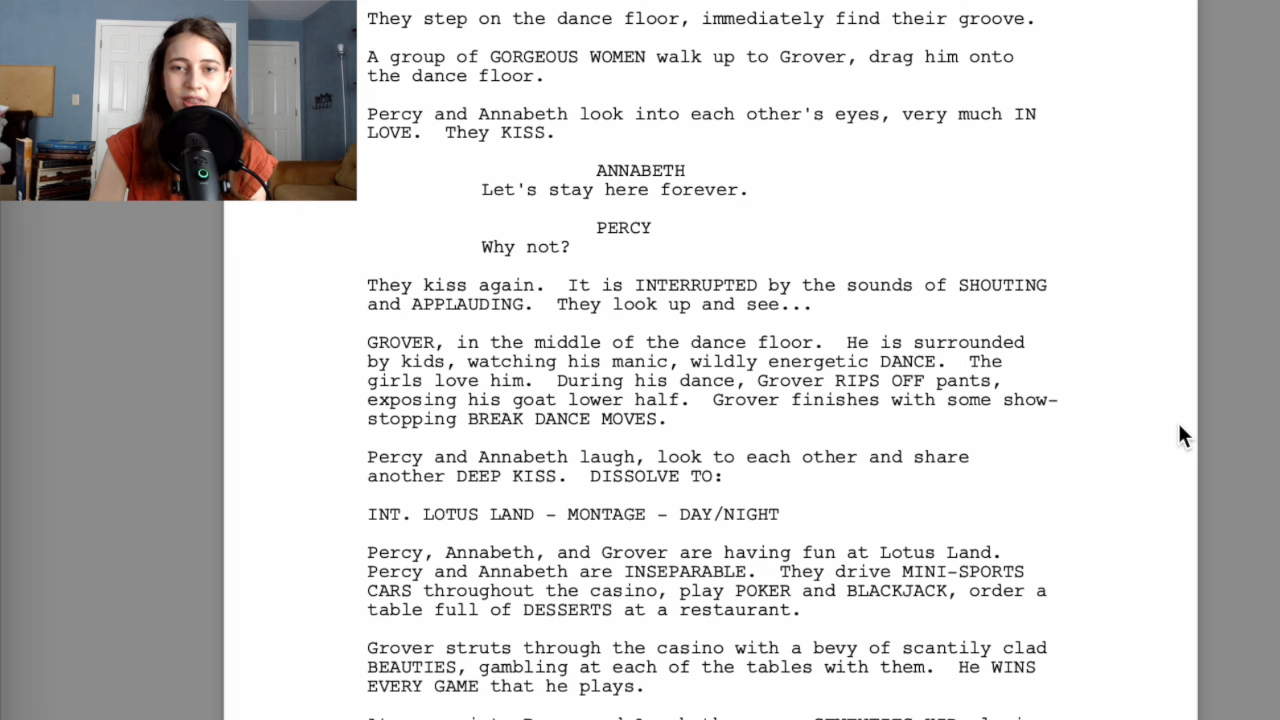 They step on the dance floor, immediately find their groove.
A group of GORGEOUS WOMEN walk up to Grover, drag him onto
the dance floor.
Percy and Annabeth look into each other's eyes, very much IN
LOVE.  They KISS.
ANNABETH
Let's stay here forever.
PERCY
Why not?
They kiss again.  It is INTERRUPTED by the sounds of SHOUTING
and APPLAUDING.  They look up and see...
GROVER, in the middle of the dance floor.  He is surrounded
by kids, watching his manic, wildly energetic DANCE.  The
girls love him.  During his dance, Grover RIPS OFF pants,
exposing his goat lower half.  Grover finishes with some show-
stopping BREAK DANCE MOVES.
Percy and Annabeth laugh, look to each other and share
another DEEP KISS.  DISSOLVE TO:
INT. LOTUS LAND - MONTAGE - DAY/NIGHT
Percy, Annabeth, and Grover are having fun at Lotus Land.
Percy and Annabeth are INSEPARABLE.  They drive MINI-SPORTS
CARS throughout the casino, play POKER and BLACKJACK, order a
table full of DESSERTS at a restaurant.
Grover struts through the casino with a bevy of scantily clad
BEAUTIES, gambling at each of the tables with them.  He WINS
EVERY GAME that he plays.